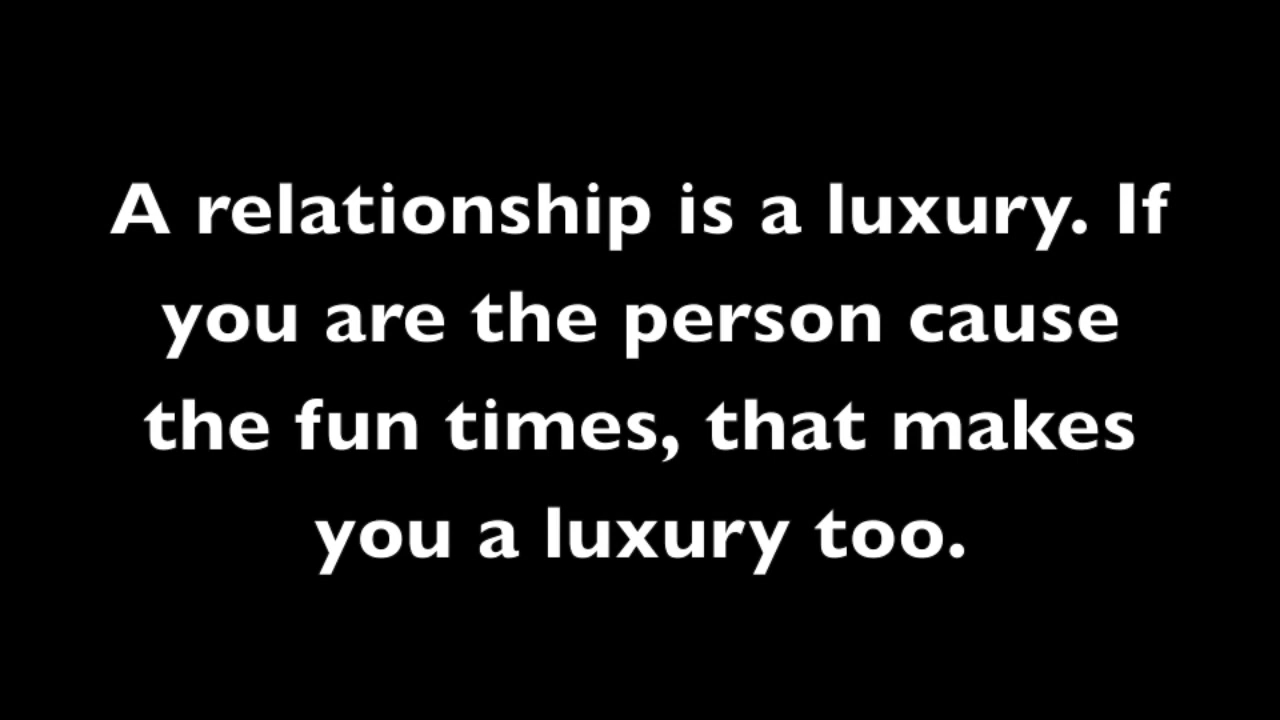 A relationship is a luxury. If
you are the person cause
the fun times, that makes
you a luxury too.